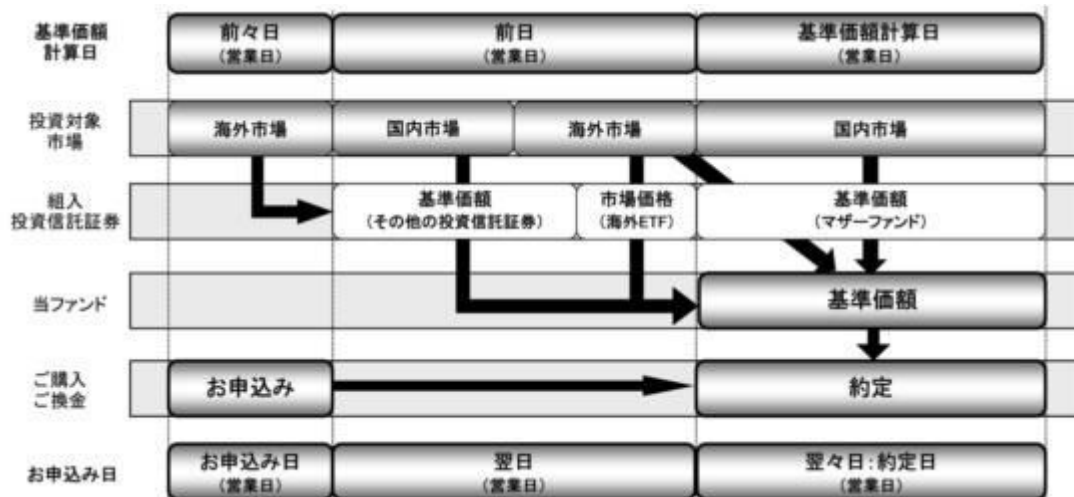 基準価額
計算日
前々日
(営業日)
前日
(営業日)
基準価額計算日
(営業日)
投資対象
市場
海外市場
国内市場
海外市場
国内市場
組入
投資信託証券
基準価額
(その他の投資信託証券)
市場価格
(海外ETF)
基準価額
(マザーファンド)
当ファンド
基準価額
ご購入
ご換金
お申込み
約定
お申込み日
お申込み日
(営業日)
翌日
(営業日)
翌々日:約定日
(営業日)